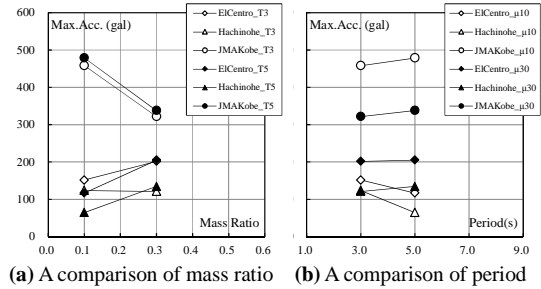 600
500
400
300
200
100
0.0
Max.Acc. (gal)
ElCentro_T3
Hachinohe_T3
JMAKobe_T3
ElCentro_T5
Hachinohe_T5
JMAKobe_T5
Mass Ratio
0.0 0.1 0.2 0.3 0.4 0.5 0.6
(a) A comparison of mass ratio
Max.Acc. (gal)
ElCentro_μ10
Hachinohe_μ10
JMAKobe_μ10
ElCentro_μ30
Hachinohe_μ30
JMAKobe_μ30
Period(s)
1.0 3.0 5.0 7.0 9.0
(b) A comparison of period